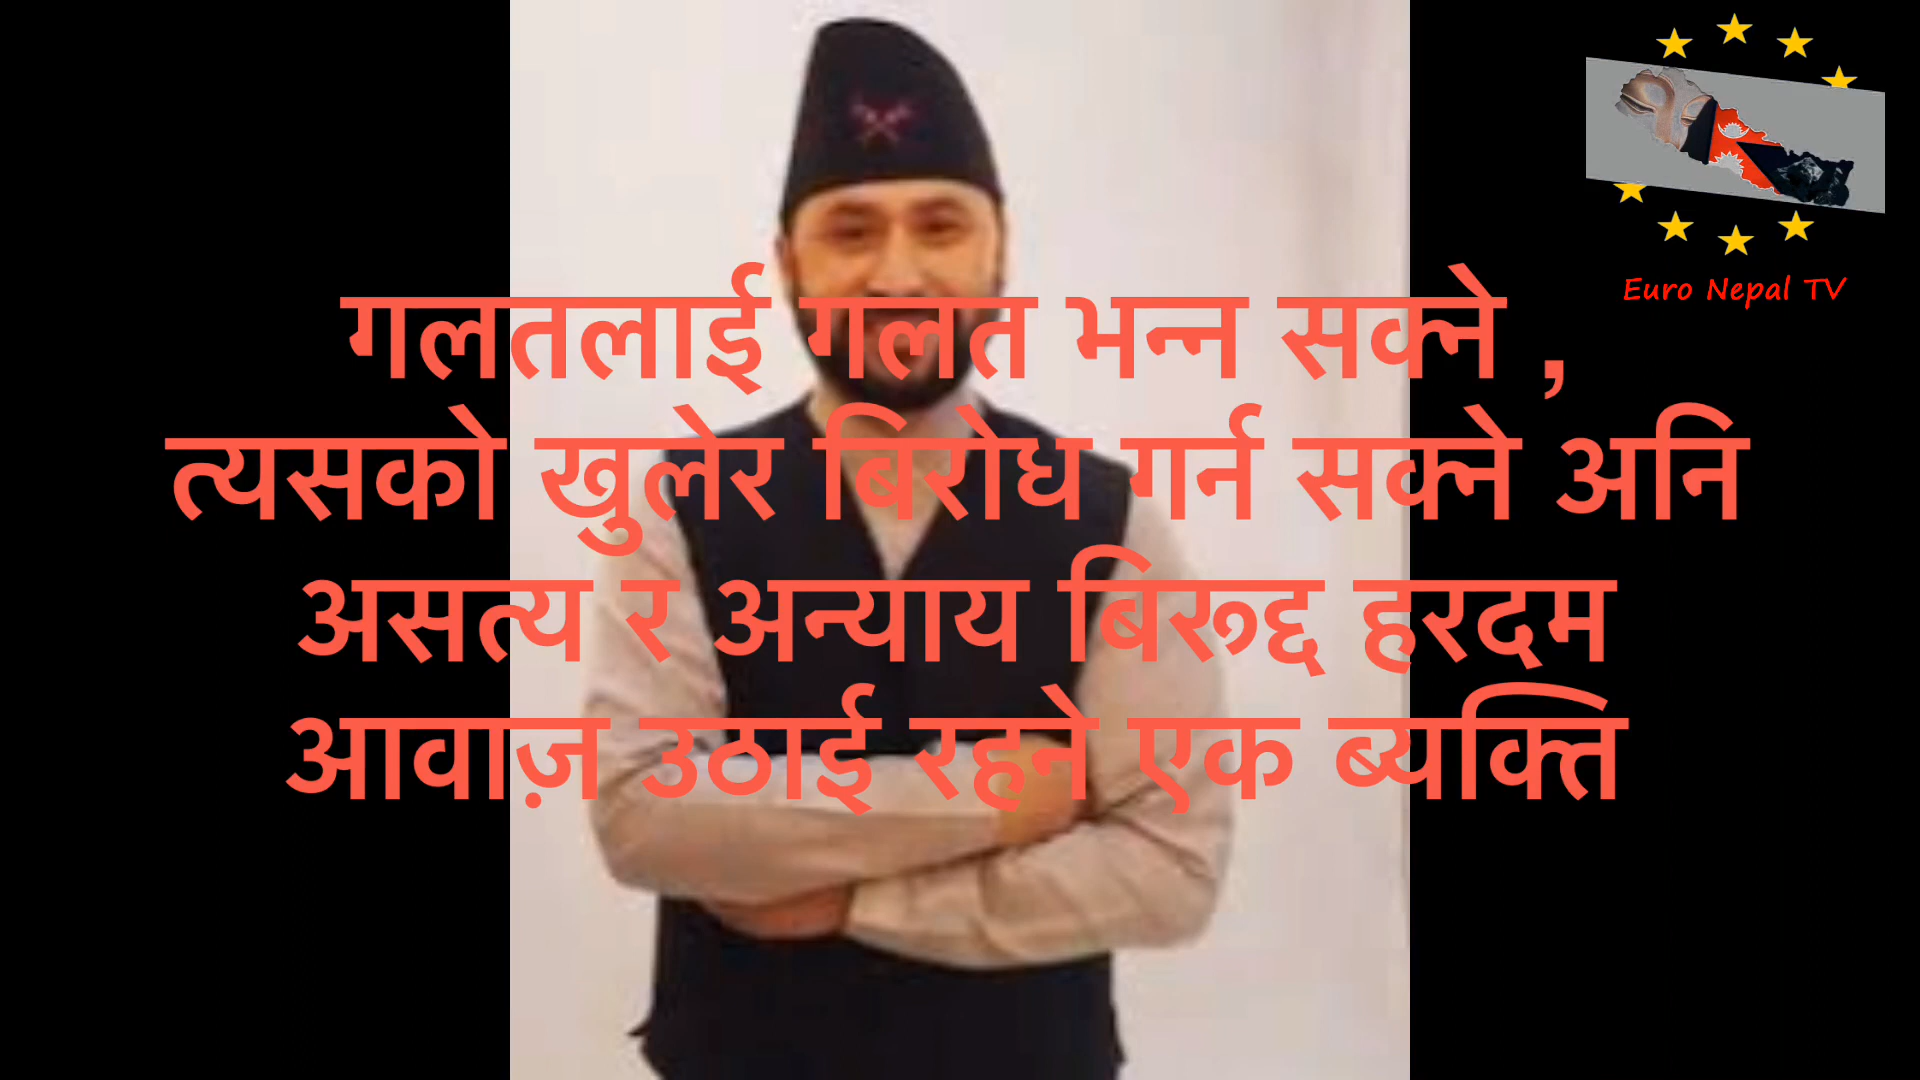 Euro Nepal TV
गलतलाई गलत भन्न सक्ने ,
त्यसको खुलेर बिरोध गर्न सक्ने अनि
असत्य र अन्याय बिरूद्द हरदम
आवाज़ उठाई रहने एक ब्यक्ति